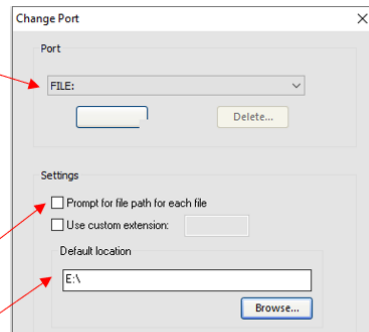 Change Port
Port
FILE:
Delete...
Settings
Prompt for file path for each file
Use custom extension:
Default location
E:\
Browse...